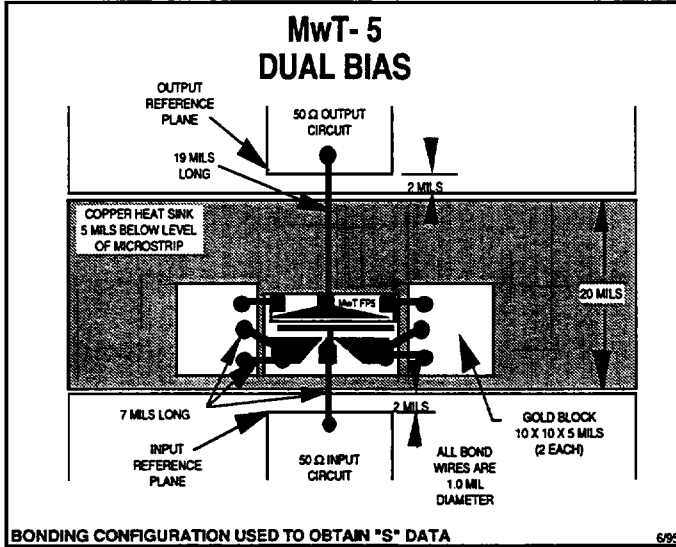 MwT- 5
DUAL BIAS
OUTPUT
REFERENCE
PLANE
50 Ω OUTPUT
CIRCUIT
19 MILS
LONG
2 MILS
COPPER HEAT SINK
5 MILS BELOW LEVEL
OF MICROSTRIP
20 MILS
MwT FP5
7 MILS LONG
2 MILS
GOLD BLOCK
10 X 10 X 5 MILS
(2 EACH)
INPUT
REFERENCE
PLANE
50 Ω INPUT
CIRCUIT
ALL BOND
WIRES ARE
1.0 MIL
DIAMETER
BONDING CONFIGURATION USED TO OBTAIN "S" DATA
6/95